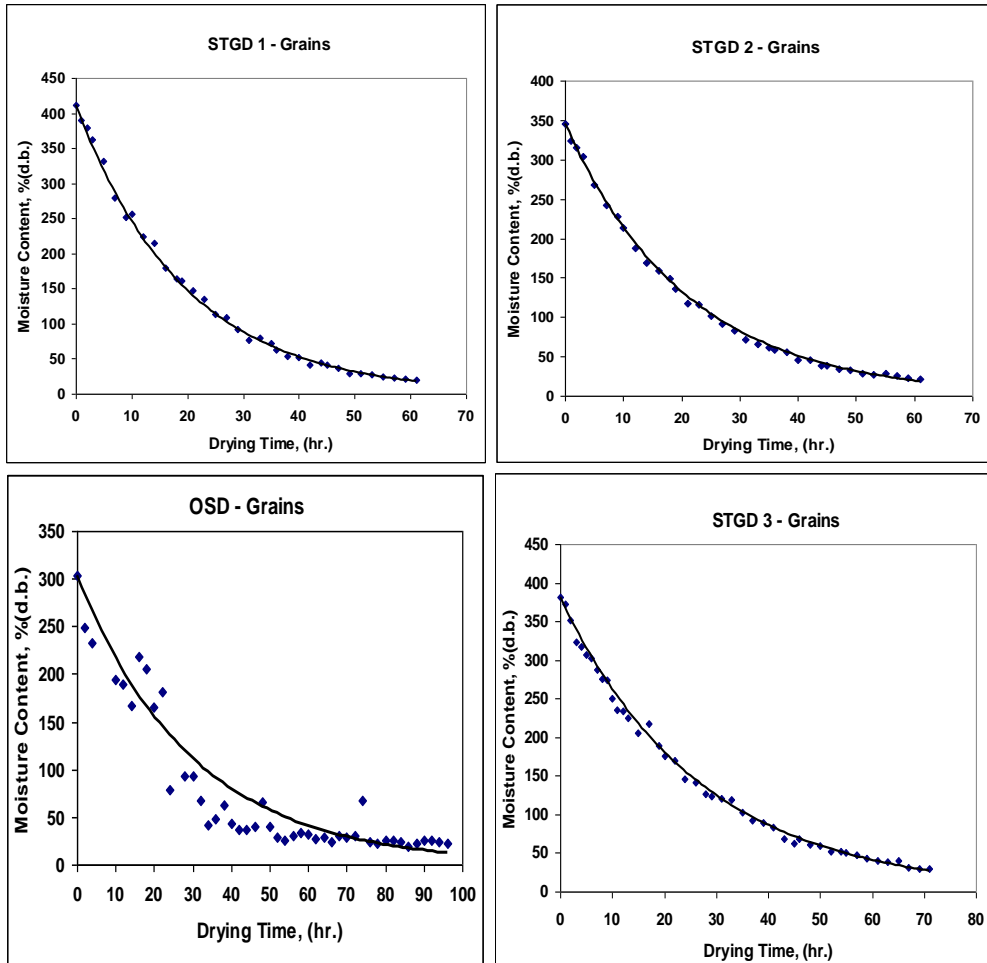 STGD 1 - Grains
Moisture Content, %(d.b.)
450
400
350
300
250
200
150
100
50
0
0 10 20 30 40 50 60 70
Drying Time, (hr.)
STGD 2 - Grains
Moisture Content, %(d.b.)
400
350
300
250
200
150
100
50
0
0 10 20 30 40 50 60 70
Drying Time, (hr.)
OSD - Grains
Moisture Content, %(d.b.)
350
300
250
200
150
100
50
0
0 10 20 30 40 50 60 70 80 90 100
Drying Time, (hr.)
STGD 3 - Grains
Moisture Content, %(d.b.)
450
400
350
300
250
200
150
100
50
0
0 10 20 30 40 50 60 70 80
Drying Time, (hr.)